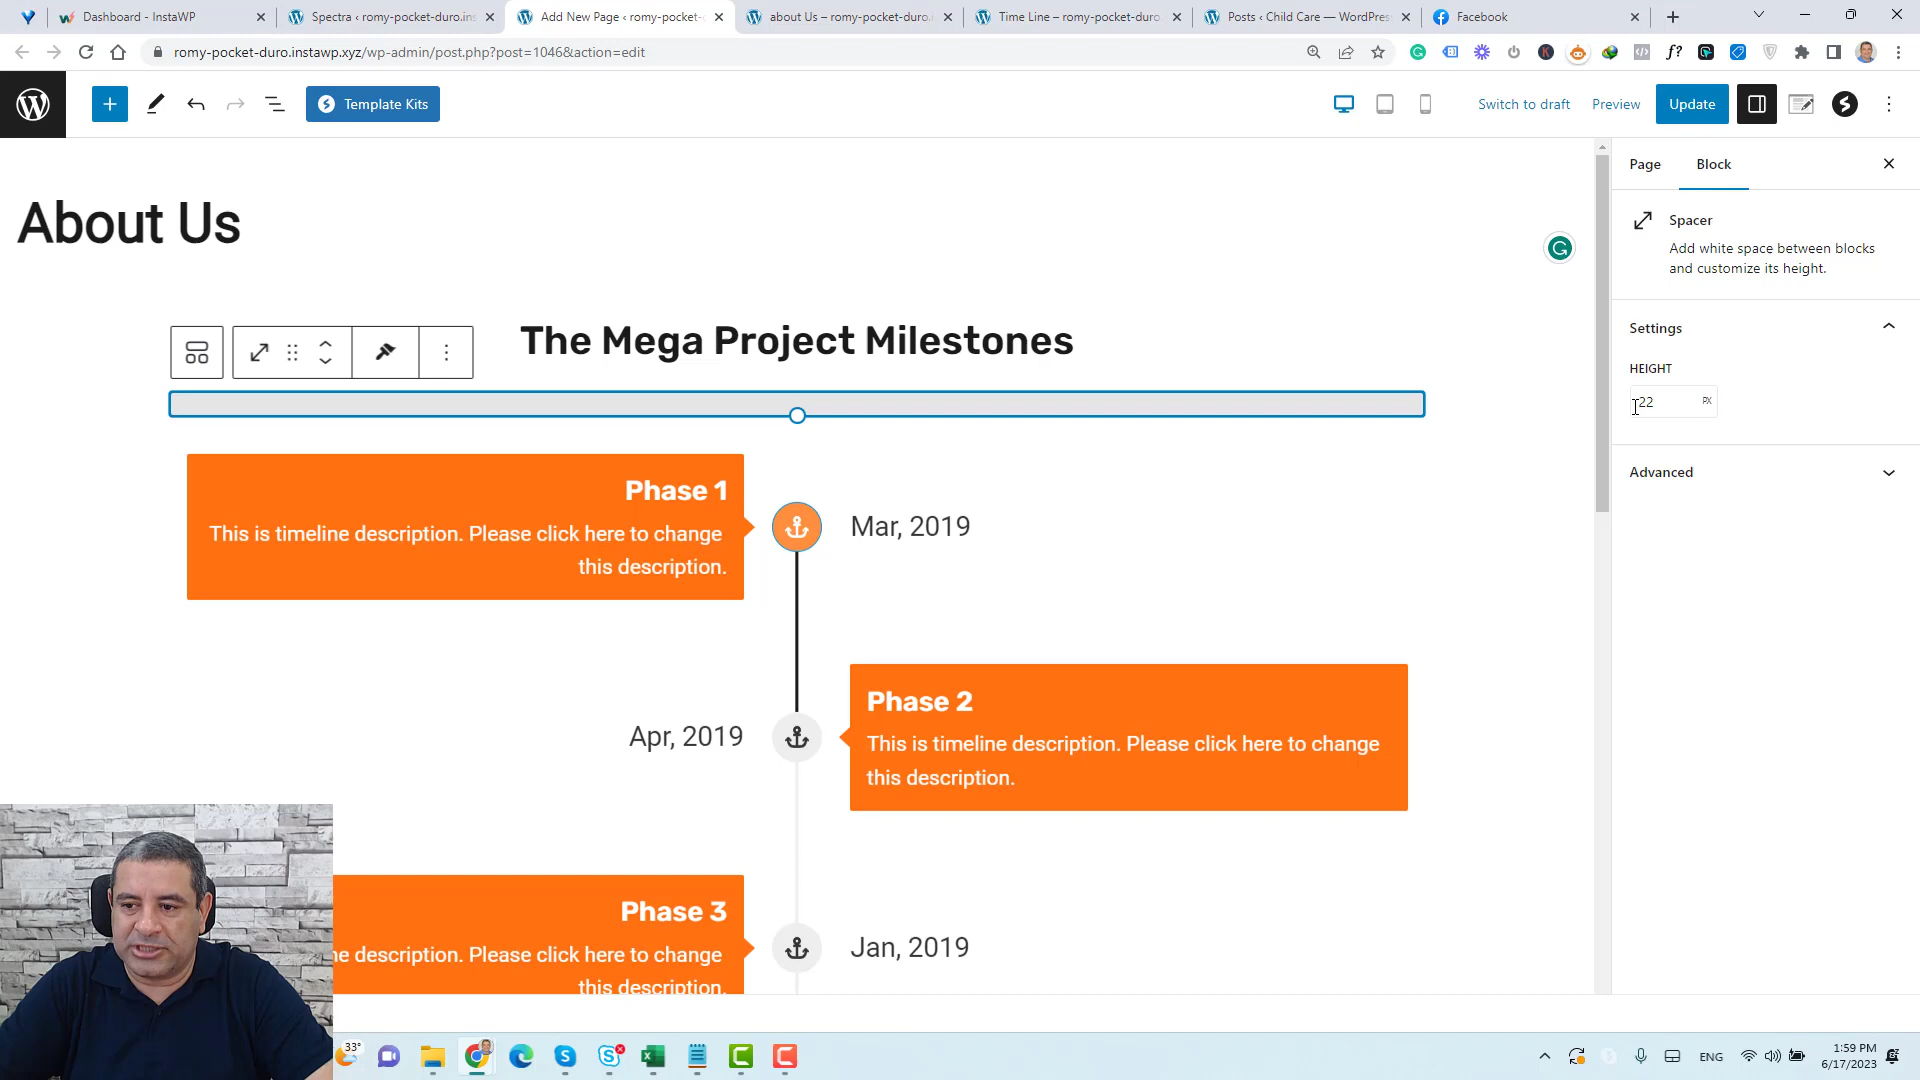 Dashboard - InstaWP
Spectra ‹ romy-pocket-duro.ins
Add New Page ‹ romy-pocket-
about Us – romy-pocket-duro.i
Time Line – romy-pocket-duro.
Posts ‹ Child Care — WordPres
Facebook
romy-pocket-duro.instawp.xyz/wp-admin/post.php?post=1046&action=edit
Template Kits
Switch to draft
Preview
Update
Page
Block
Spacer
Add white space between blocks
and customize its height.
Settings
HEIGHT
22
PX
Advanced
About Us
The Mega Project Milestones
Phase 1
This is timeline description. Please click here to change
this description.
Mar, 2019
Apr, 2019
Phase 2
This is timeline description. Please click here to change
this description.
Phase 3
ne description. Please click here to change
this description.
Jan, 2019
33°
ENG
1:59 PM
6/17/2023